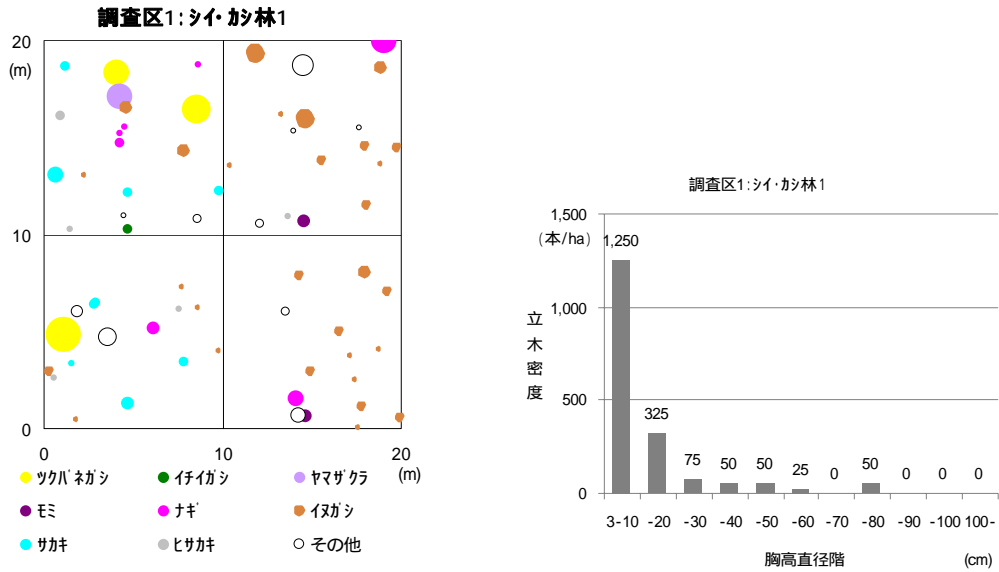 調査区1：ｼｲ･ｶｼ林1
20
(m)
10
0
0
10
20
(m)
ﾂｸﾊﾞﾈｶﾞｼ
ｲﾁｲｶﾞｼ
ﾔﾏｻﾞｸﾗ
ﾓﾐ
ﾅｷﾞ
ｲﾇｶﾞｼ
ｻｶｷ
ﾋｻｶｷ
その他
調査区1：ｼｲ･ｶｼ林1
1,500
(本/ha)
1,000
500
0
立木密度
1,250
325
75
50
50
25
0
50
0
0
0
3-10
-20
-30
-40
-50
-60
-70
-80
-90
-100
100-
胸高直径階
(cm)